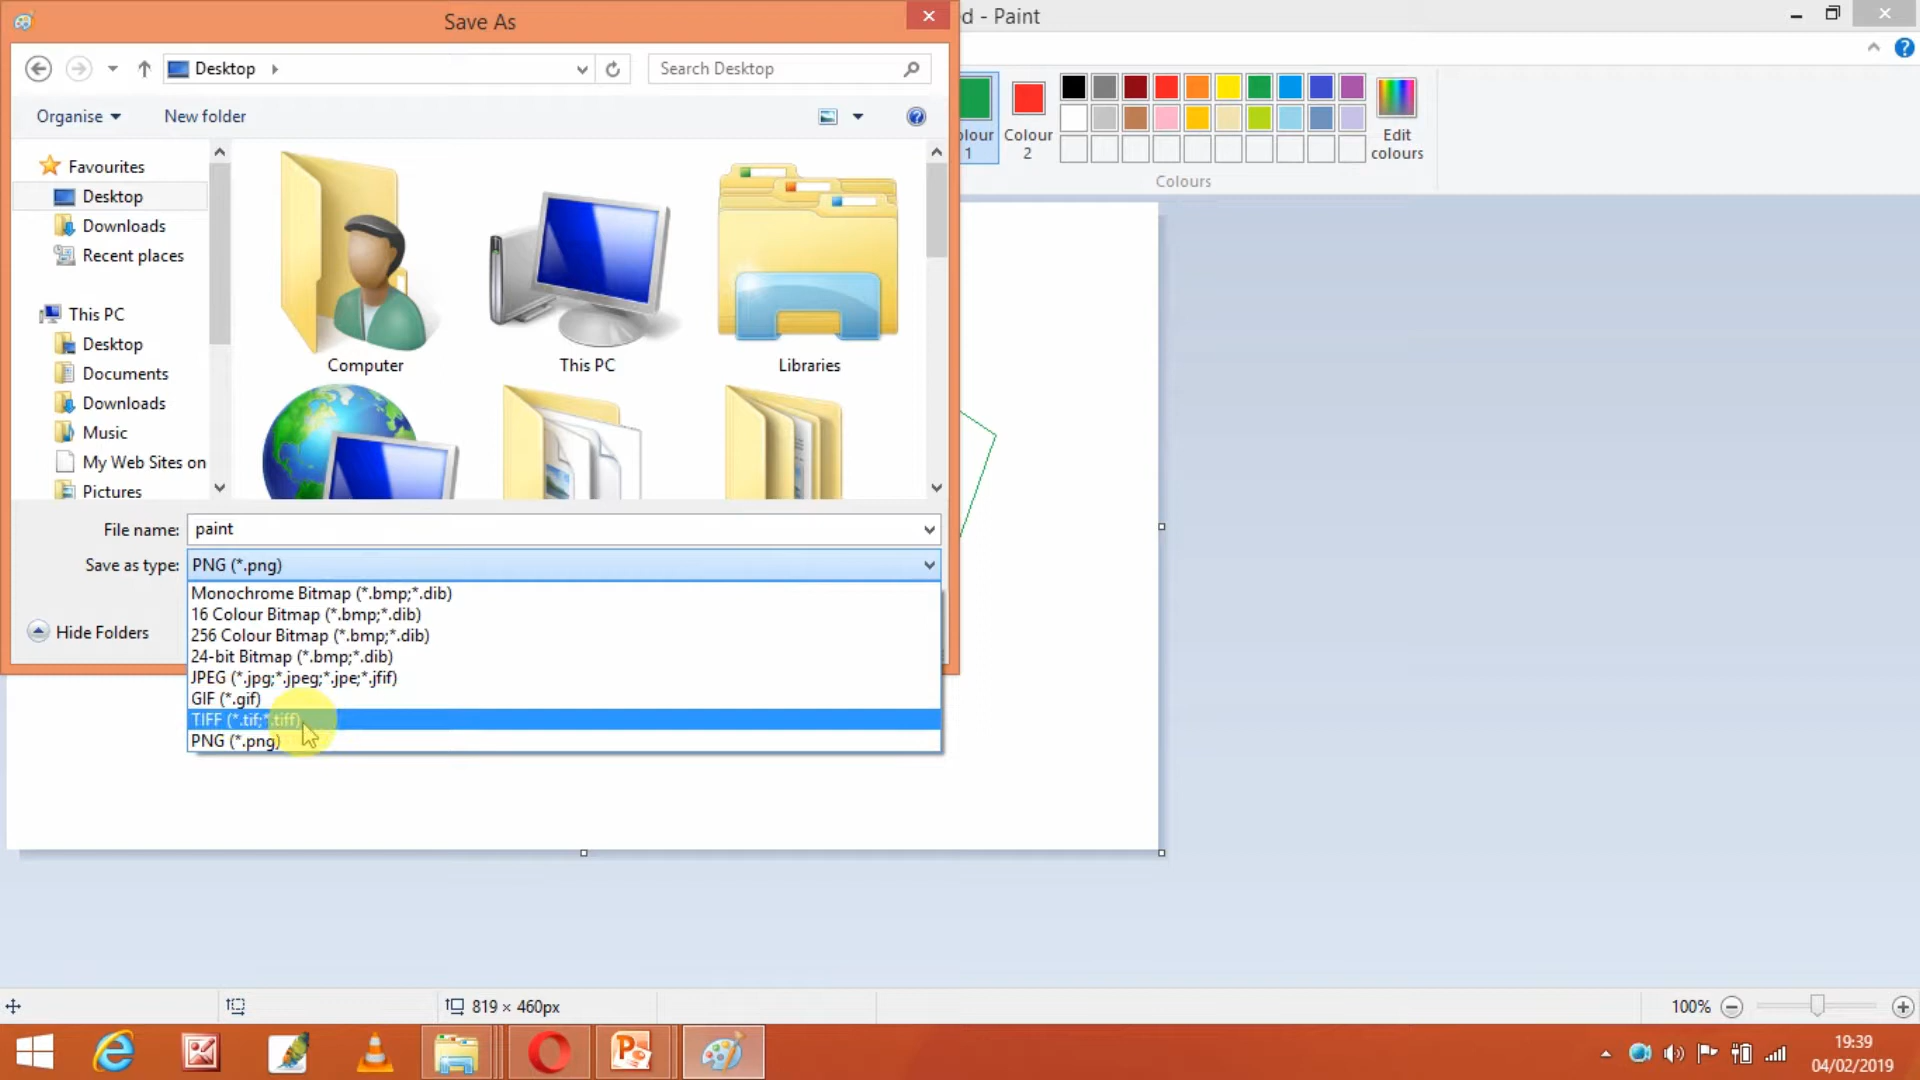 Save As
d - Paint
Desktop
Search Desktop
Organise
New folder
Favourites
Desktop
Downloads
Recent places
This PC
Desktop
Documents
Downloads
Music
My Web Sites on
Pictures
Computer
This PC
Libraries
File name:
paint
Save as type:
PNG (*.png)
Monochrome Bitmap (*.bmp;*.dib)
16 Colour Bitmap (*.bmp;*.dib)
256 Colour Bitmap (*.bmp;*.dib)
24-bit Bitmap (*.bmp;*.dib)
JPEG (*.jpg;*.jpeg;*.jpe;*.jfif)
GIF (*.gif)
TIFF (*.tif;*.tiff)
PNG (*.png)
Hide Folders
olour
1
Colour
2
Edit
colours
Colours
819 × 460px
100%
19:39
04/02/2019